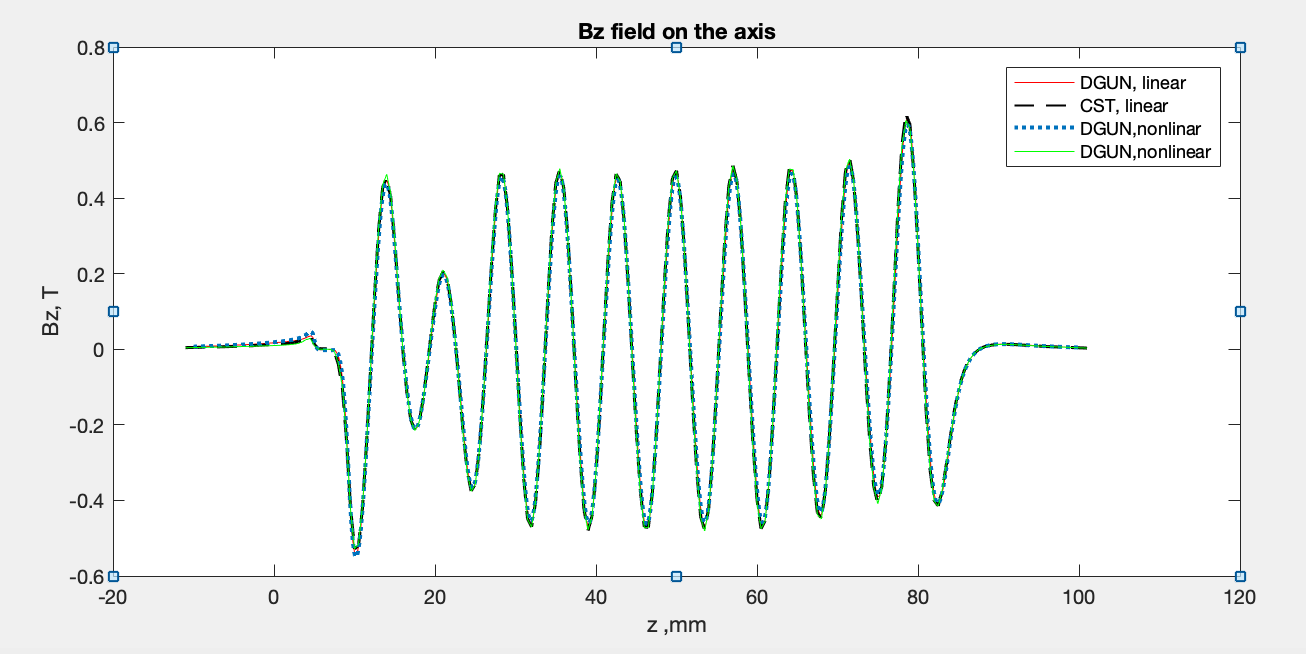 Bz field on the axis
DGUN, linear
CST, linear
DGUN,nonlinar
DGUN,nonlinear
0.8
0.6
0.4
0.2
0
-0.2
-0.4
-0.6
Bz, T
-20
0
20
40
60
80
100
120
z ,mm